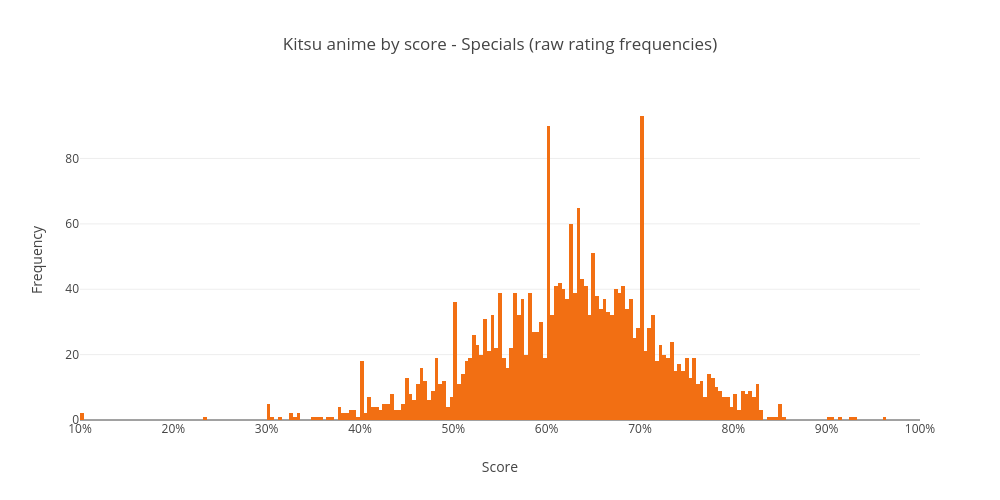 Kitsu anime by score - Specials (raw rating frequencies)
Frequency
80
60
40
20
0
10% 20% 30% 40% 50% 60% 70% 80% 90% 100%
Score